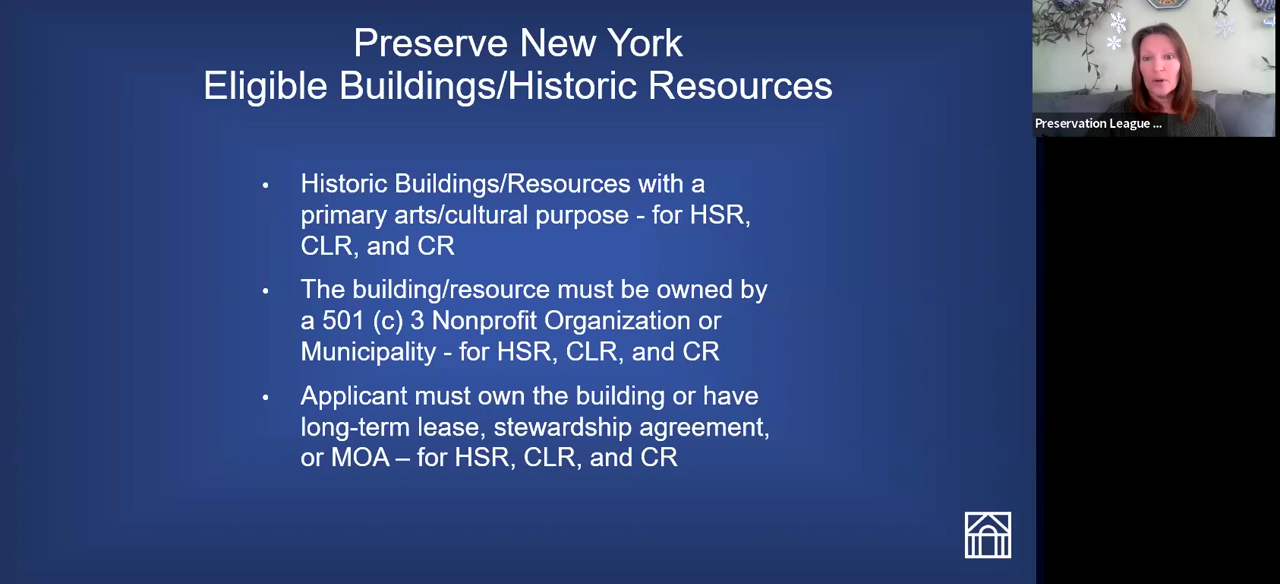 Preserve New York
Eligible Buildings/Historic Resources
• Historic Buildings/Resources with a
primary arts/cultural purpose - for HSR,
CLR, and CR
• The building/resource must be owned by
a 501 (c) 3 Nonprofit Organization or
Municipality - for HSR, CLR, and CR
• Applicant must own the building or have
long-term lease, stewardship agreement,
or MOA – for HSR, CLR, and CR
Preservation League ...